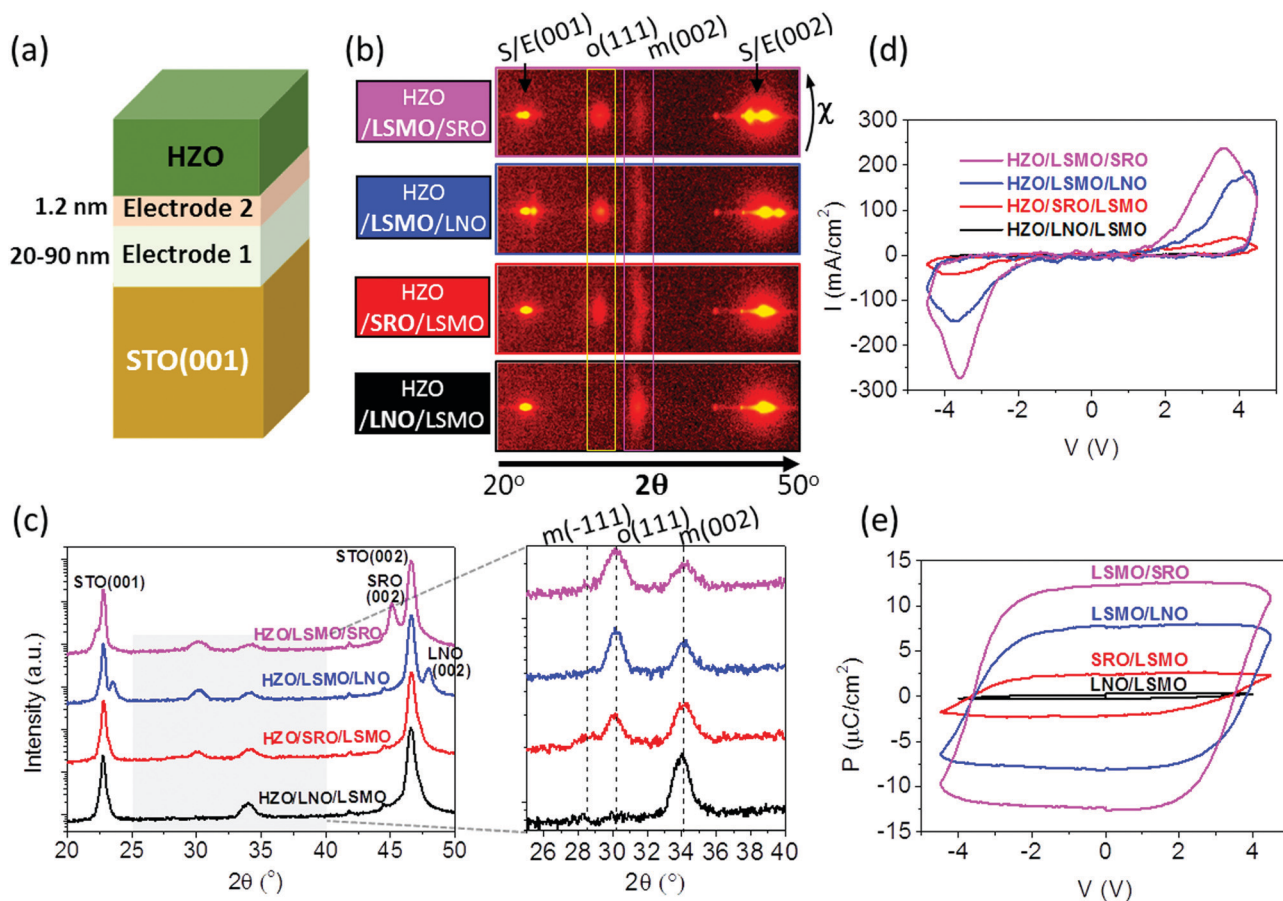 (a)
HZO
1.2 nm
Electrode 2
20-90 nm
Electrode 1
STO(001)
(b)
S/E(001)
o(111)
m(002)
S/E(002)
HZO
/LSMO/SRO
χ
HZO
/LSMO/LNO
HZO
/SRO/LSMO
HZO
/LNO/LSMO
20º
2θ
50º
(c)
STO(001)
STO(002)
SRO
(002)
HZO/LSMO/SRO
LNO
(002)
HZO/LSMO/LNO
HZO/SRO/LSMO
HZO/LNO/LSMO
Intensity (a.u.)
20 25 30 35 40 45 50
2θ (°)
m(-111)
o(111)
m(002)
26 28 30 32 34 36 38 40
2θ (°)
(d)
300
200
100
0
-100
-200
-300
I (mA/cm²)
HZO/LSMO/SRO
HZO/LSMO/LNO
HZO/SRO/LSMO
HZO/LNO/LSMO
-4 -2 0 2 4
V (V)
(e)
15
10
5
0
-5
-10
-15
P (μC/cm²)
LSMO/SRO
LSMO/LNO
SRO/LSMO
LNO/LSMO
-4 -2 0 2 4
V (V)